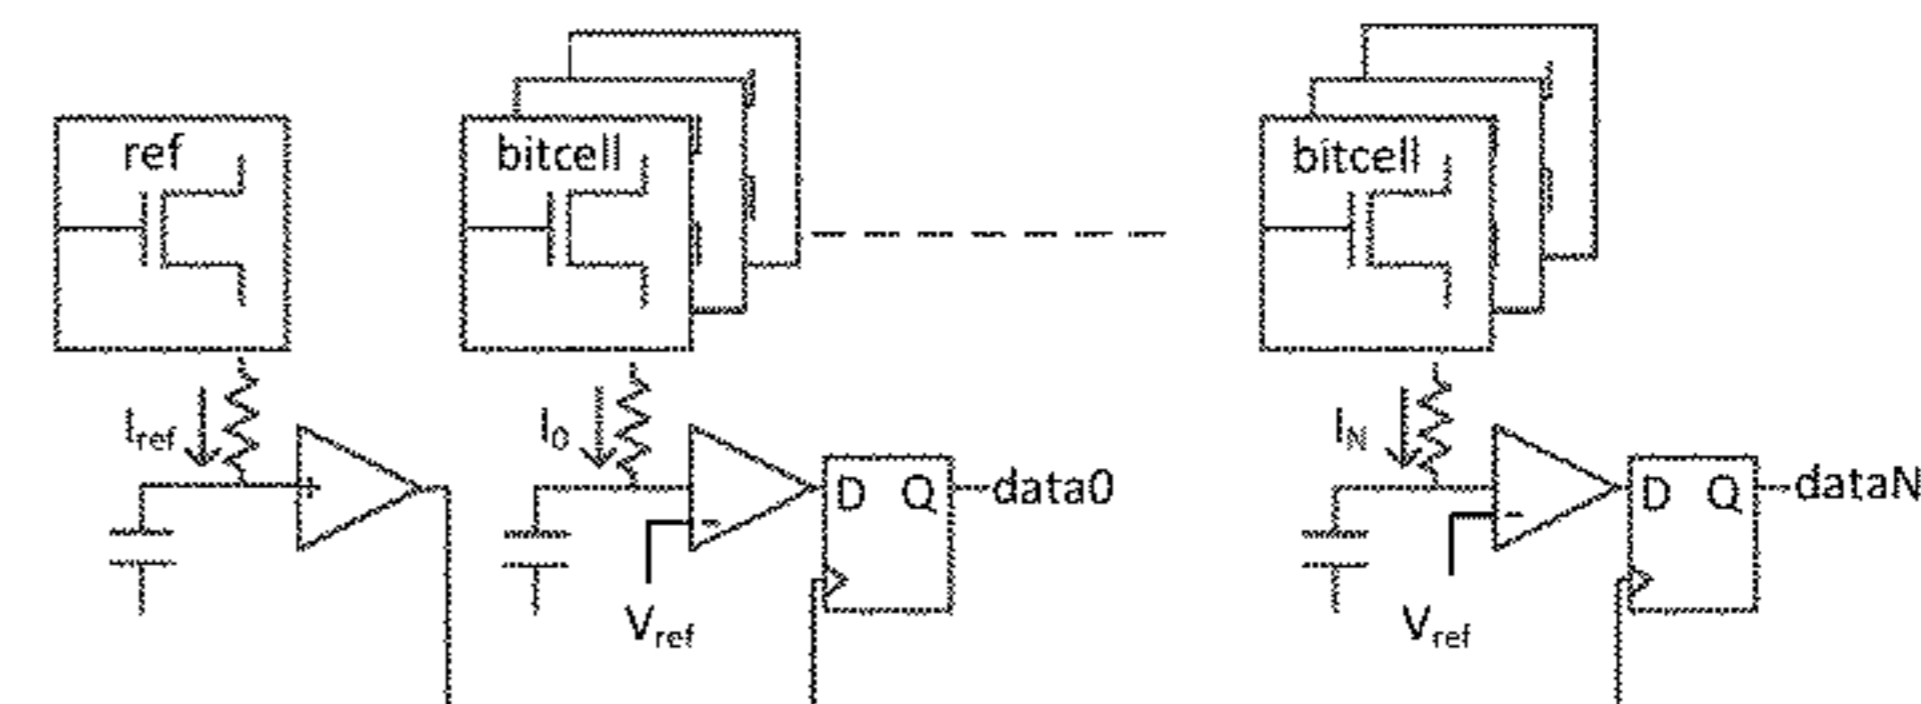 ref
bitcell
bitcell
Iref
I0
IN
+
-
-
D Q
data0
D Q
dataN
Vref
Vref